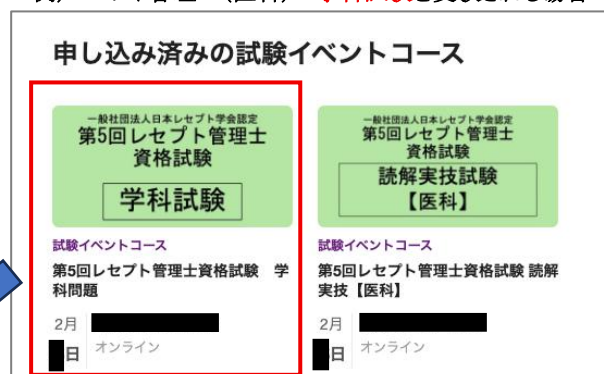 申し込み済みの試験イベントコース
一般社団法人日本レセプト学会認定
第5回レセプト管理士
資格試験
学科試験
試験イベントコース
第5回レセプト管理士資格試験 学
科問題
2月
日
オンライン
一般社団法人日本レセプト学会認定
第5回レセプト管理士
資格試験
読解実技試験
【医科】
試験イベントコース
第5回レセプト管理士資格試験 読解
実技【医科】
2月
日
オンライン